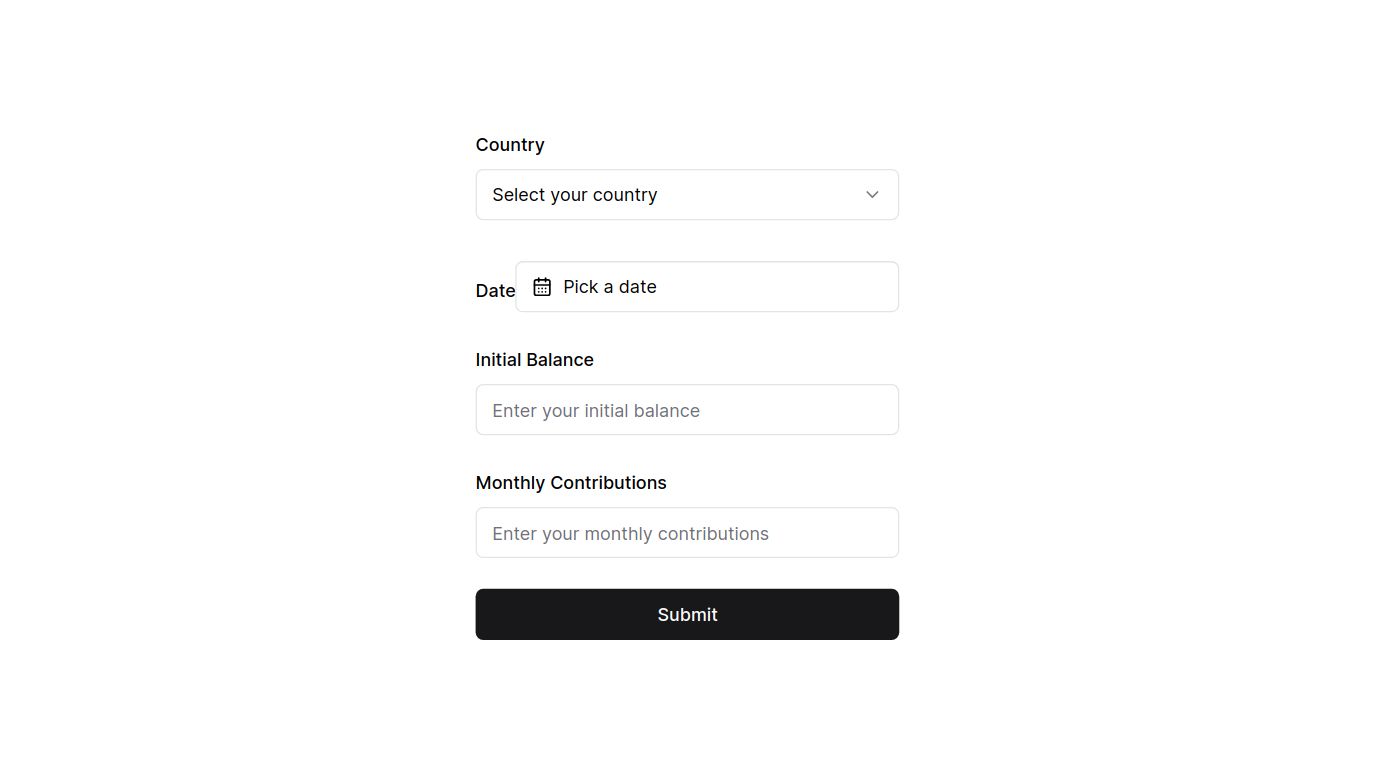 Country
Select your country
Date
Pick a date
Initial Balance
Enter your initial balance
Monthly Contributions
Enter your monthly contributions
Submit